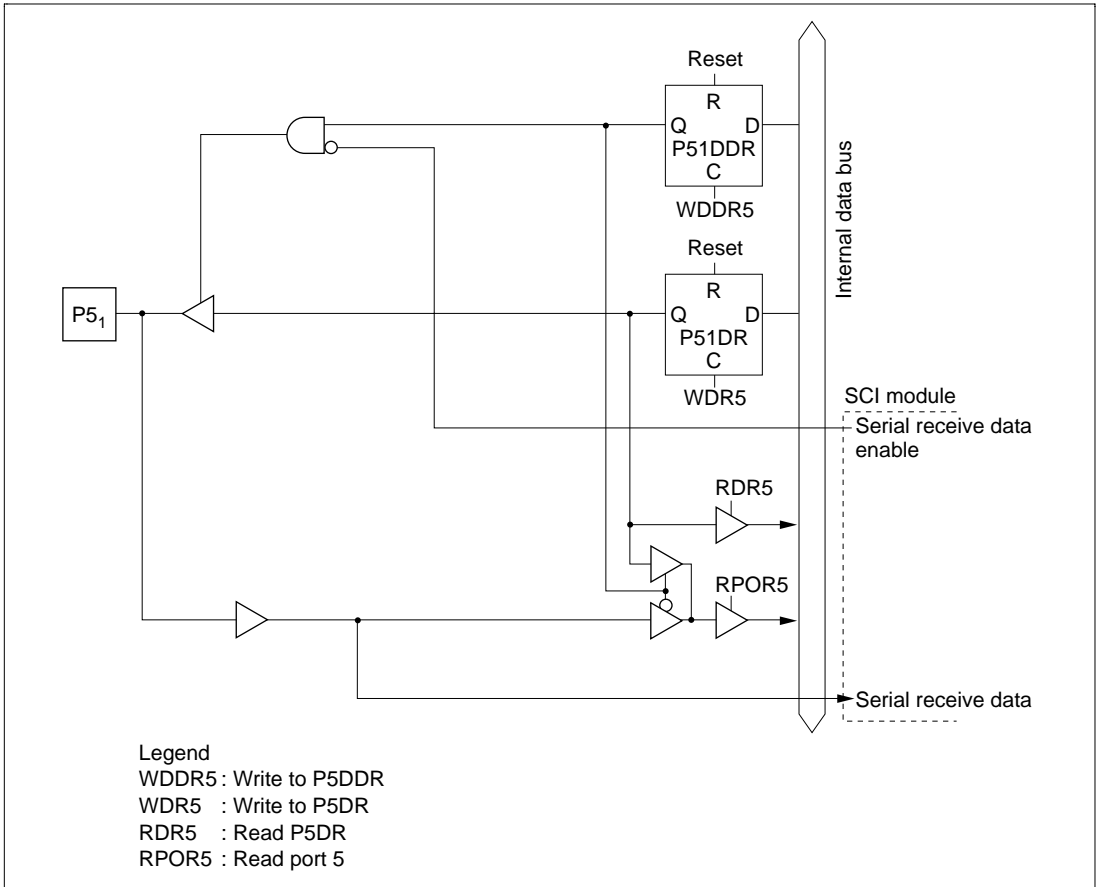 Reset
R
Q D
P51DDR
C
WDDR5
Internal data bus
Reset
R
Q D
P51DR
C
WDR5
P5₁
SCI module
Serial receive data
enable
RDR5
RPOR5
Serial receive data
Legend
WDDR5 : Write to P5DDR
WDR5 : Write to P5DR
RDR5 : Read P5DR
RPOR5 : Read port 5